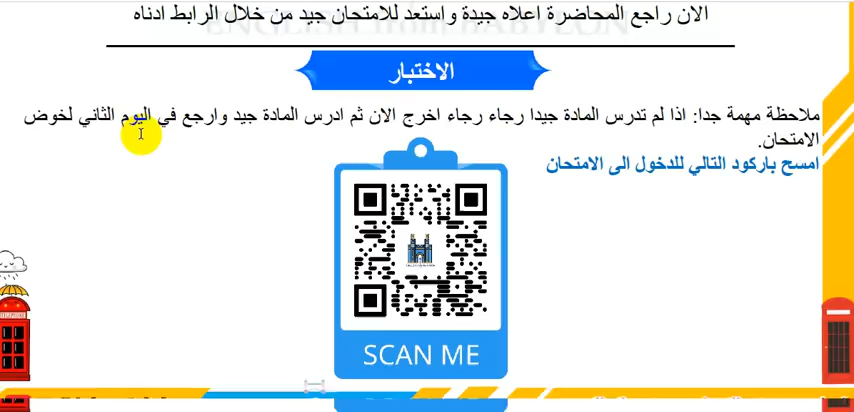 الان راجع المحاضرة اعلاه جيدة واستعد للامتحان جيد من خلال الرابط ادناه
الاختبار
ملاحظة مهمة جدا: اذا لم تدرس المادة جيدا رجاء رجاء اخرج الان ثم ادرس المادة جيد وارجع في اليوم الثاني لخوض
الامتحان.
امسح باركود التالي للدخول الى الامتحان
SCAN ME
TELEPHONE